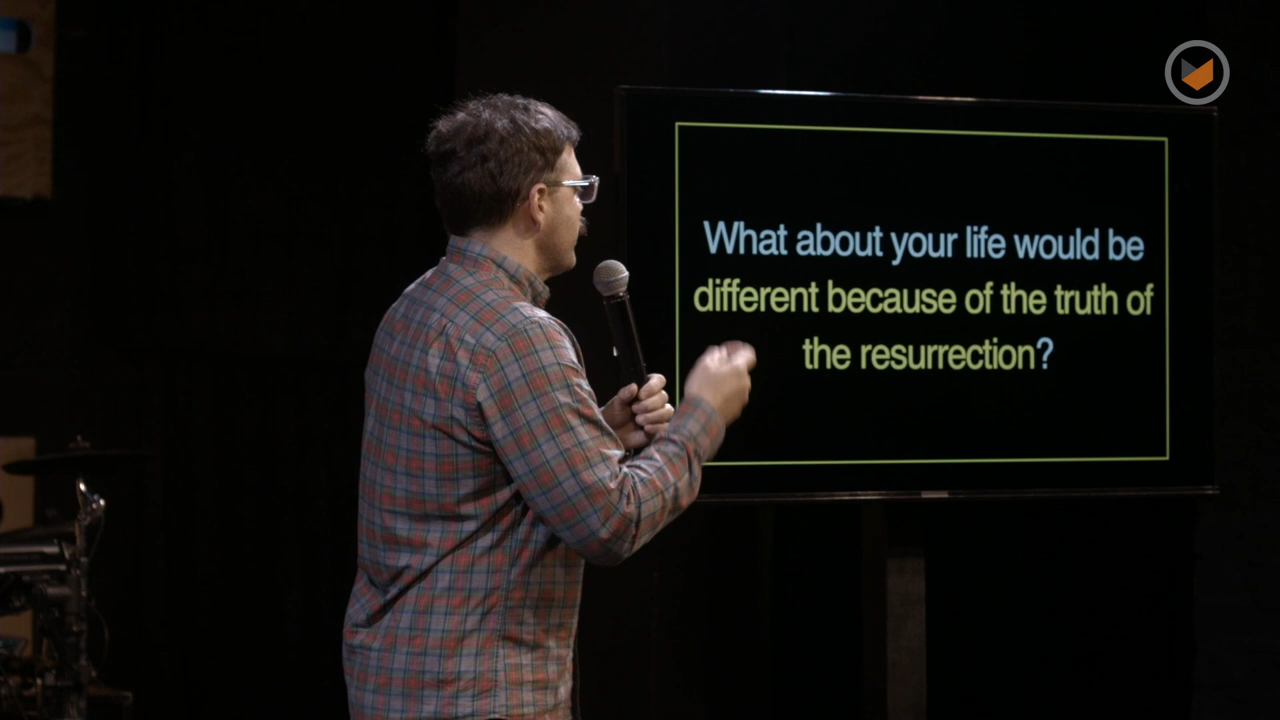 What about your life would be
different because of the truth of
the resurrection?